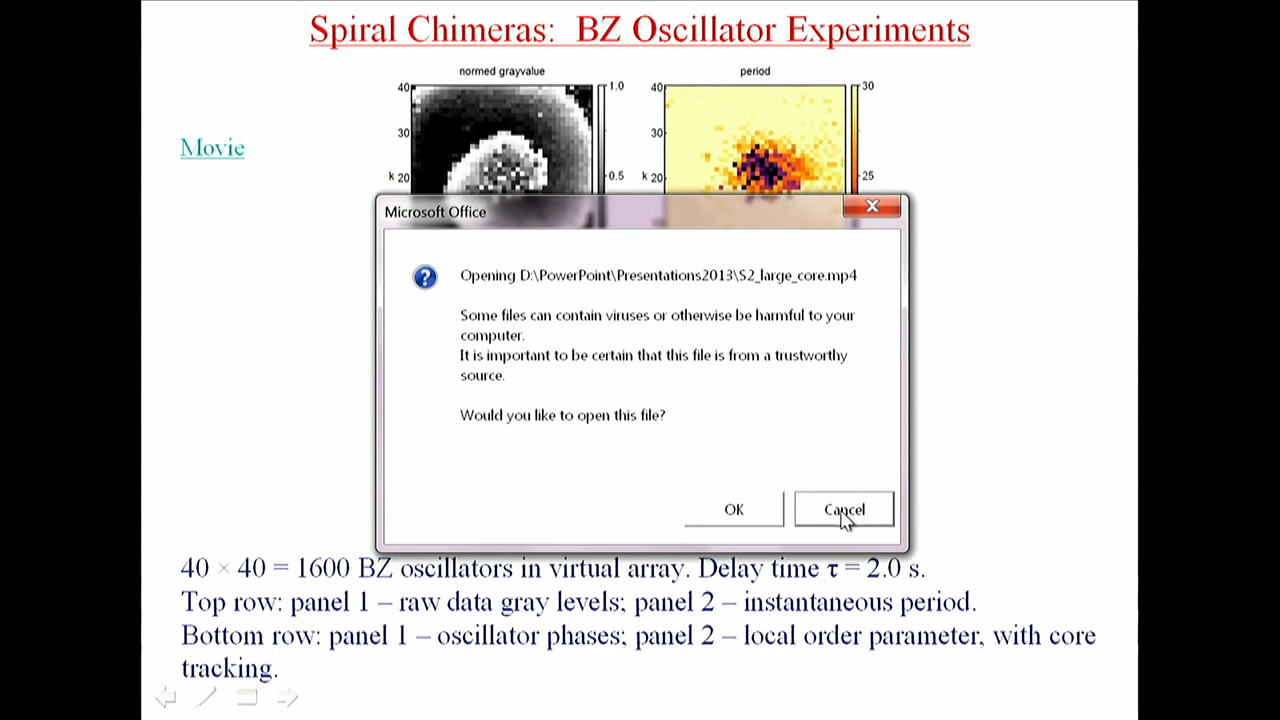 Spiral Chimeras: BZ Oscillator Experiments
normed grayvalue
period
40
1.0
40
30
30
30
Movie
k 20
0.5
k 20
25
Microsoft Office
Opening D:\PowerPoint\Presentations2013\S2_large_core.mp4
Some files can contain viruses or otherwise be harmful to your
computer.
It is important to be certain that this file is from a trustworthy
source.
Would you like to open this file?
OK
Cancel
40 × 40 = 1600 BZ oscillators in virtual array. Delay time τ = 2.0 s.
Top row: panel 1 – raw data gray levels; panel 2 – instantaneous period.
Bottom row: panel 1 – oscillator phases; panel 2 – local order parameter, with core
tracking.